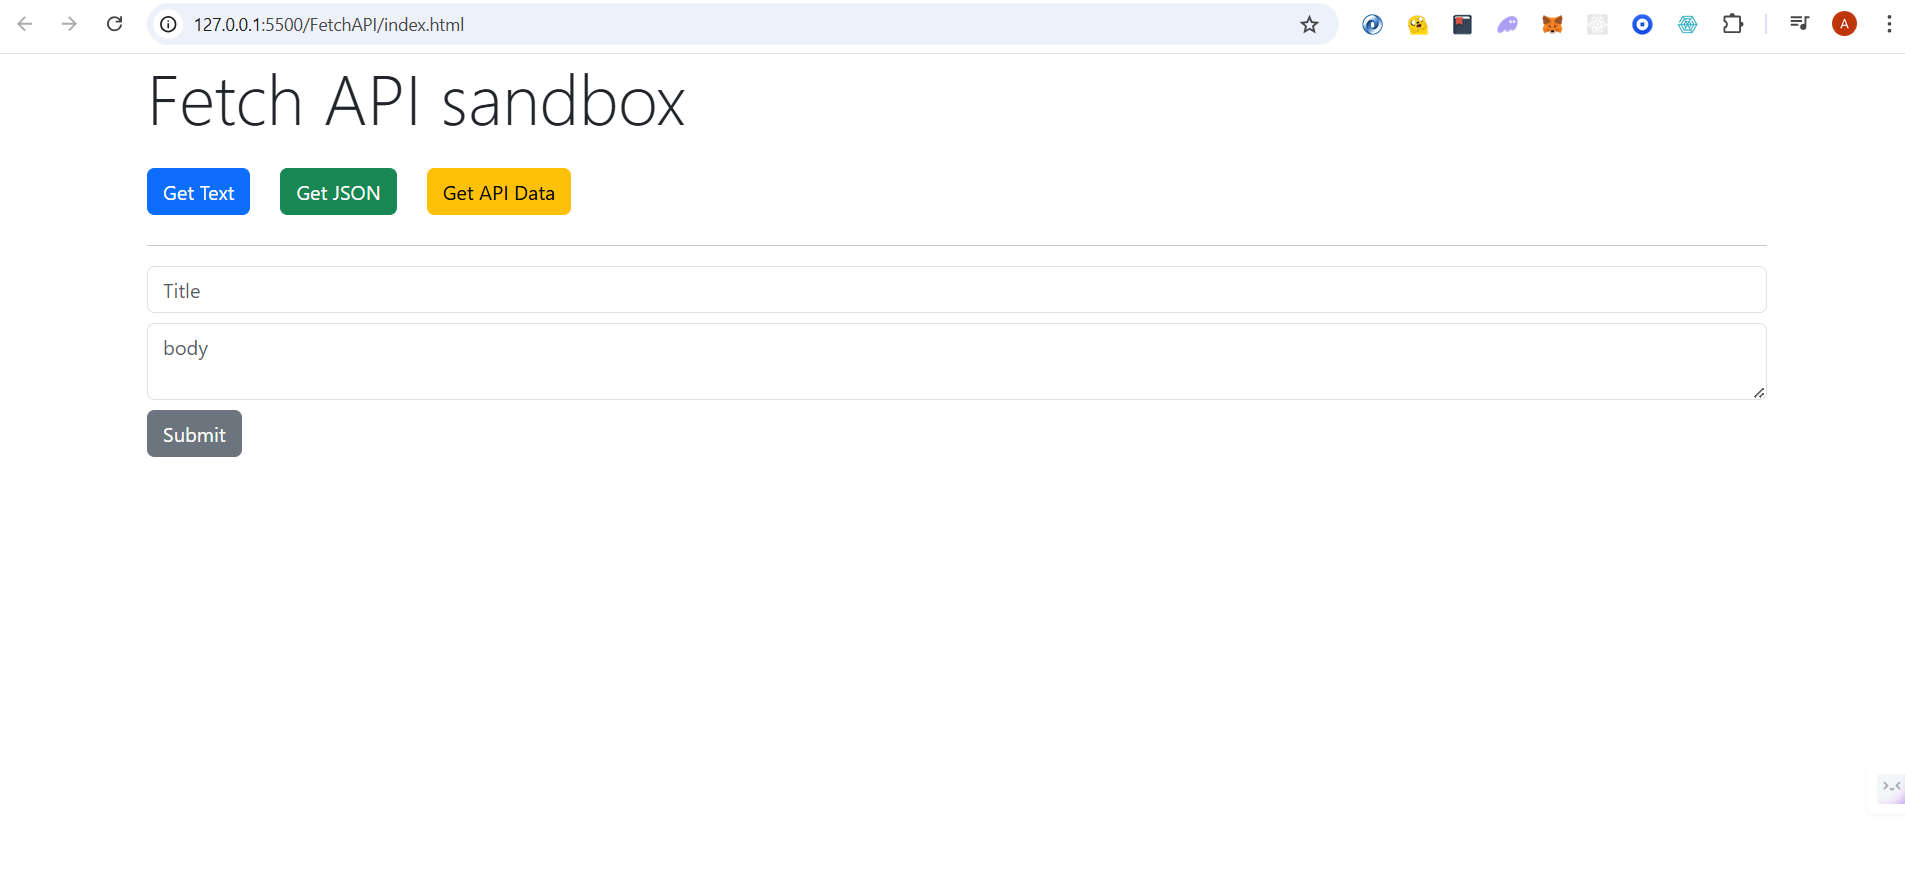 127.0.0.1:5500/FetchAPI/index.html
A
Fetch API sandbox
Get Text Get JSON Get API Data
Title
body
Submit